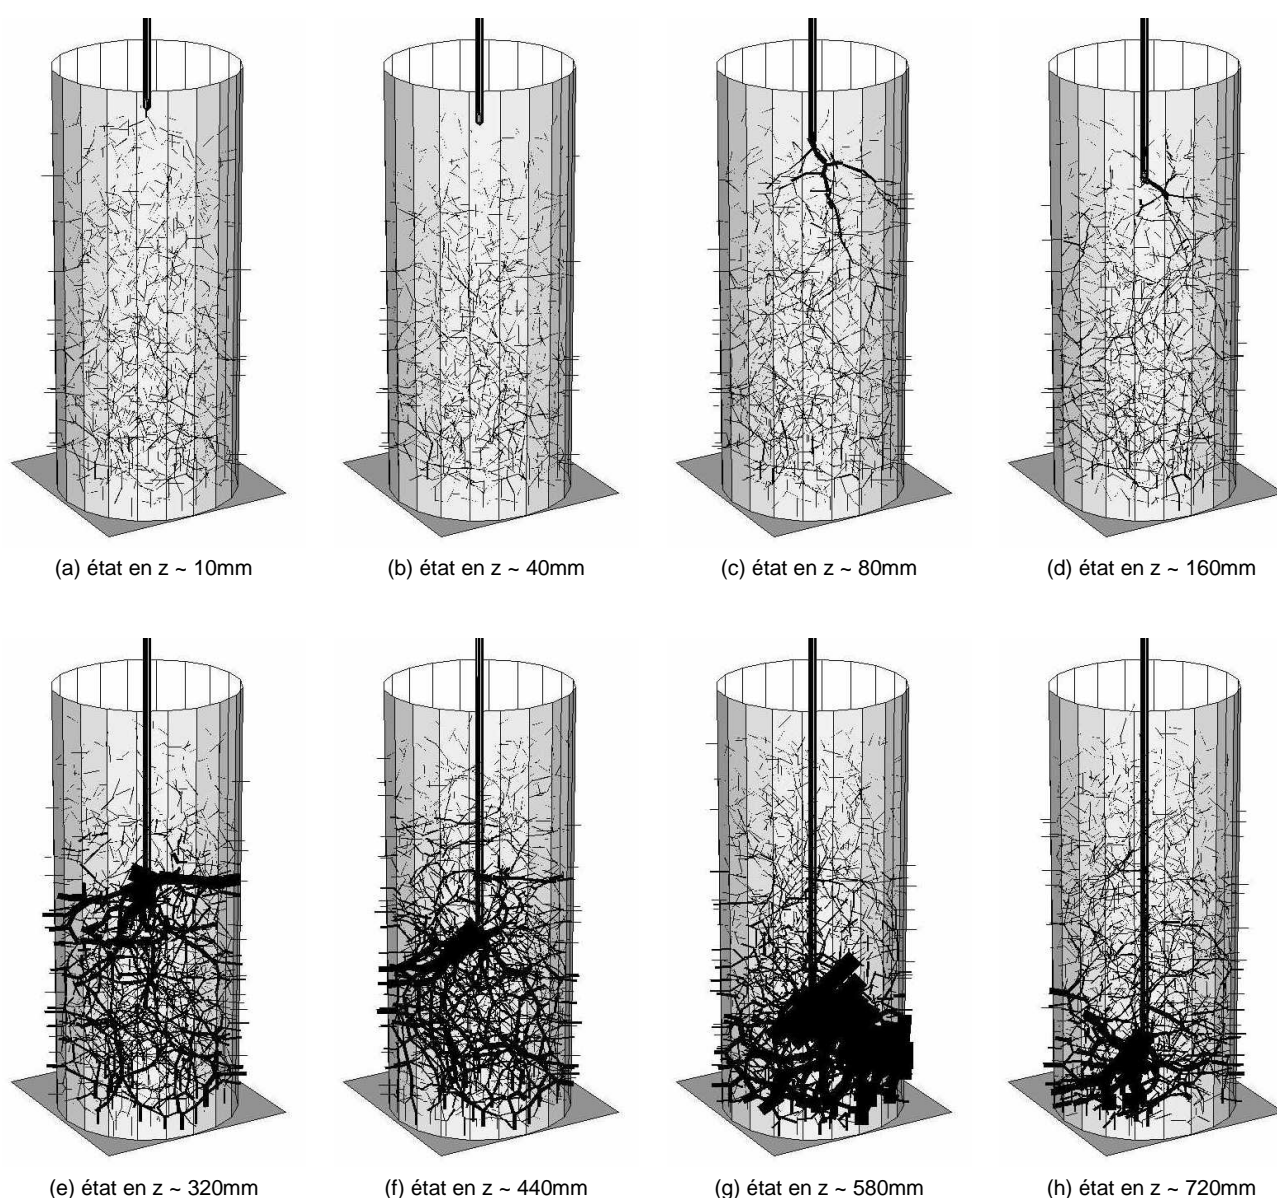 (a) état en z ~ 10mm
(b) état en z ~ 40mm
(c) état en z ~ 80mm
(d) état en z ~ 160mm
(e) état en z ~ 320mm
(f) état en z ~ 440mm
(g) état en z ~ 580mm
(h) état en z ~ 720mm